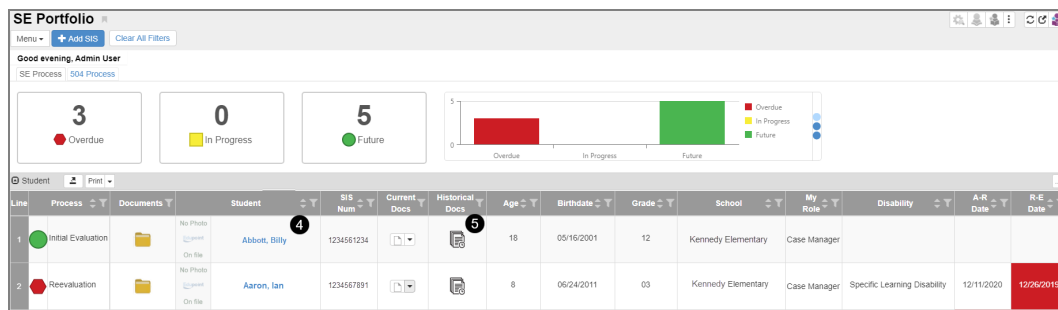 SE Portfolio
Menu
+ Add SIS
Clear All Filters
Good evening, Admin User
SE Process
504 Process
3
Overdue
0
In Progress
5
Future
5
0
Overdue
In Progress
Future
Overdue
In Progress
Future
Student
Print
Line
Process
Documents
Student
SIS Num
Current Docs
Historical Docs
Age
Birthdate
Grade
School
My Role
Disability
A-R Date
R-E Date
4
5
1
Initial Evaluation
No Photo
On file
Abbott, Billy
1234561234
18
05/16/2001
12
Kennedy Elementary
Case Manager
2
Reevaluation
No Photo
On file
Aaron, Ian
1234567891
8
06/24/2011
03
Kennedy Elementary
Case Manager
Specific Learning Disability
12/11/2020
12/26/2019